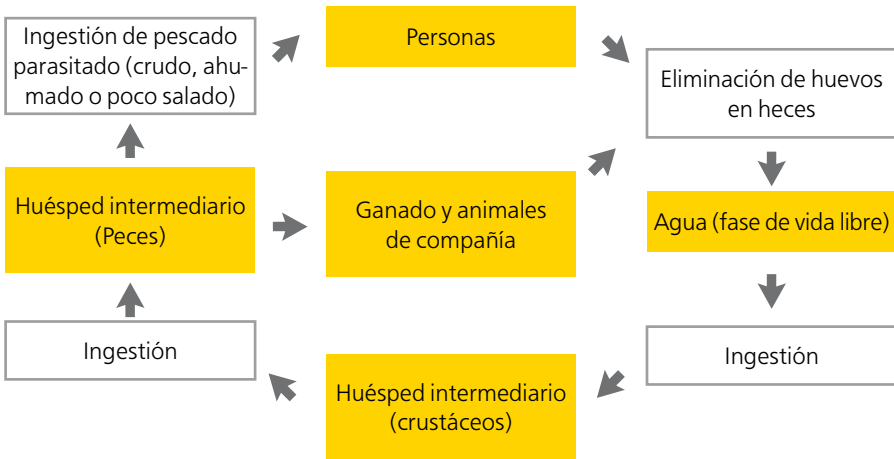 Ingestión de pescado
parasitado (crudo, ahu-
mado o poco salado)
Personas
Eliminación de huevos
en heces
Huésped intermediario
(Peces)
Ganado y animales
de compañía
Agua (fase de vida libre)
Ingestión
Huésped intermediario
(crustáceos)
Ingestión